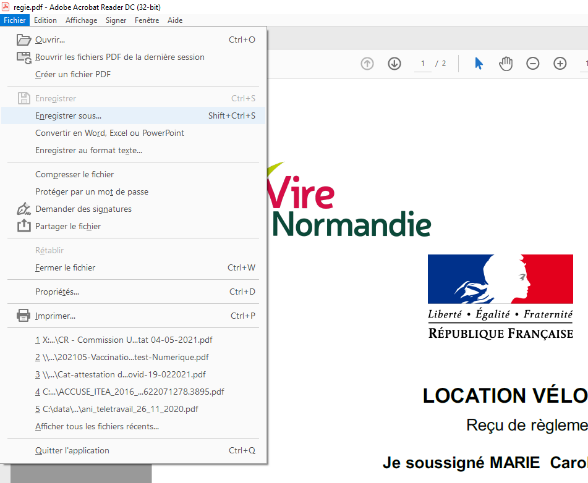 regie.pdf - Adobe Acrobat Reader DC (32-bit)
Fichier Edition Affichage Signer Fenêtre Aide
Ouvrir... Ctrl+O
Rouvrir les fichiers PDF de la dernière session
Créer un fichier PDF
1 / 2
Enregistrer Ctrl+S
Enregistrer sous... Shift+Ctrl+S
Convertir en Word, Excel ou PowerPoint
Enregistrer au format texte...
Compresser le fichier
Protéger par un mot de passe
Demander des signatures
Partager le fichier
Vire
Normandie
Rétablir
Fermer le fichier Ctrl+W
Propriétés... Ctrl+D
Imprimer... Ctrl+P
Liberté • Égalité • Fraternité
RÉPUBLIQUE FRANÇAISE
1 X:...\CR - Commission U...tat 04-05-2021.pdf
2 \\...\202105-Vaccinatio...test-Numerique.pdf
3 \\...\Cat-attestation d...ovid-19-022021.pdf
4 C:...\ACCUSE_ITEA_2016_...622071278.3895.pdf
5 C:\data\...\ani_teletravail_26_11_2020.pdf
Afficher tous les fichiers récents...
Quitter l'application Ctrl+Q
LOCATION VÉLO
Reçu de règleme
Je soussigné MARIE Carol